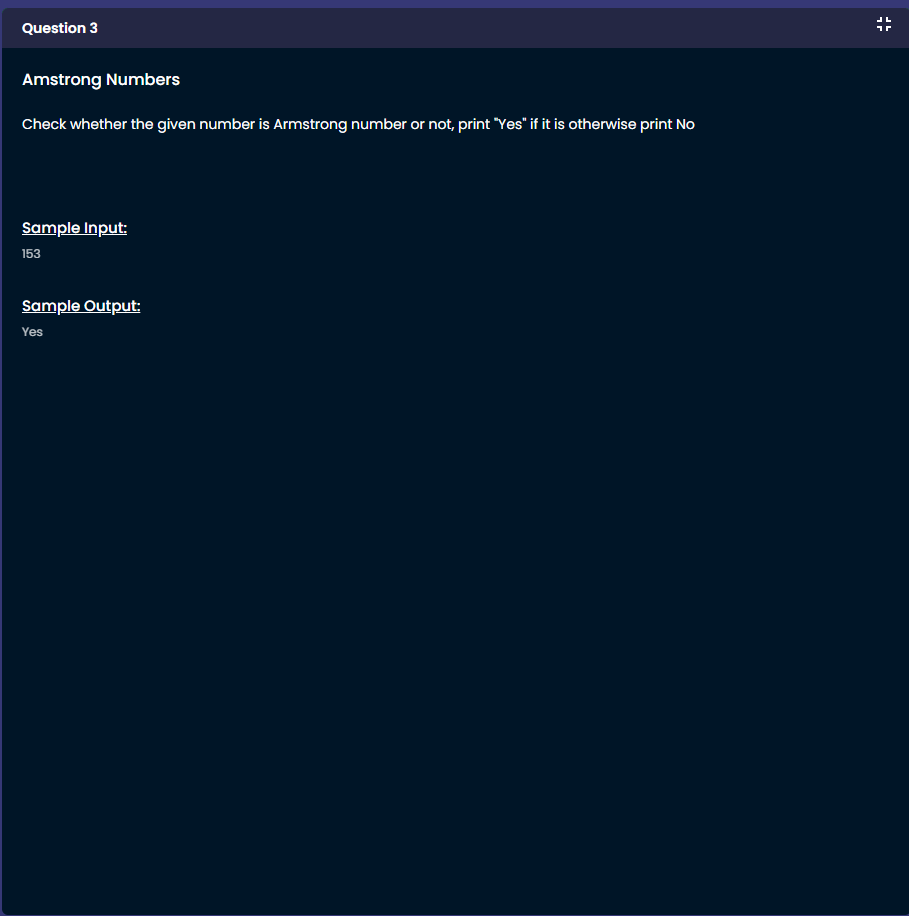 Question 3
Amstrong Numbers
Check whether the given number is Armstrong number or not, print "Yes" if it is otherwise print No
Sample Input:
153
Sample Output:
Yes